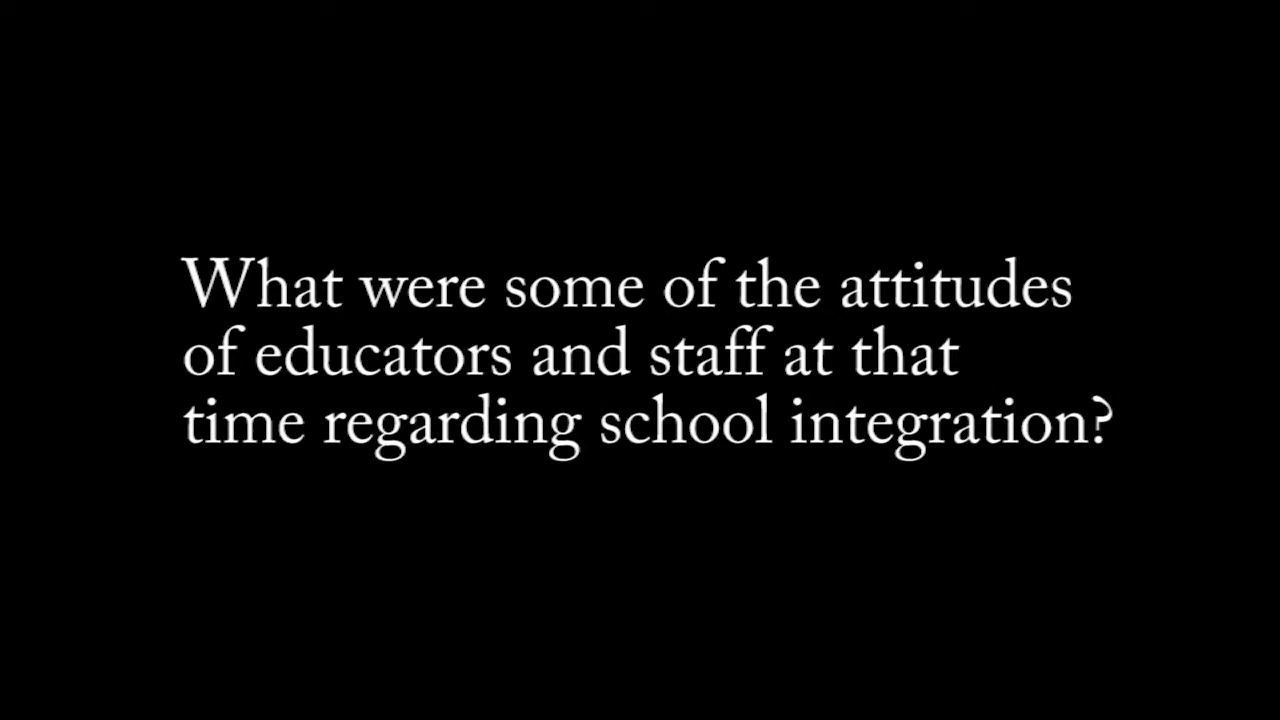 What were some of the attitudes
of educators and staff at that
time regarding school integration?